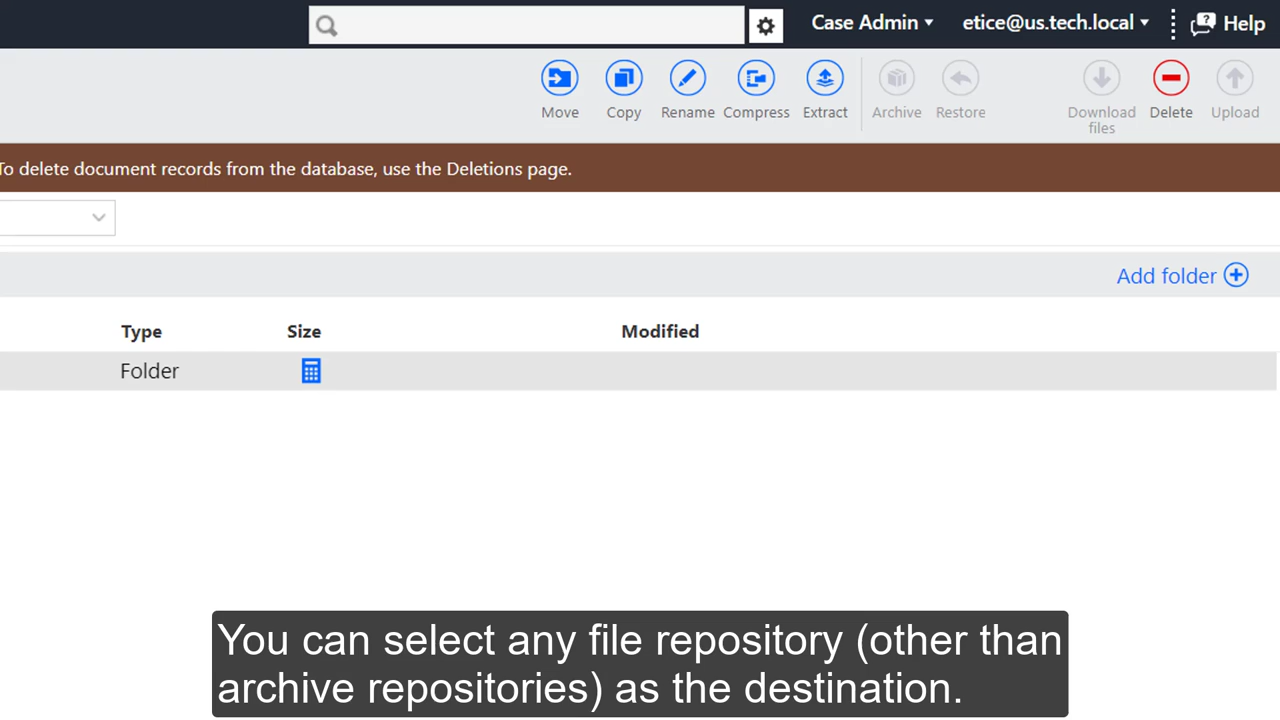 Case Admin
etice@us.tech.local
Help
Move
Copy
Rename
Compress
Extract
Archive
Restore
Download
files
Delete
Upload
To delete document records from the database, use the Deletions page.
Add folder
Type
Size
Modified
Folder
You can select any file repository (other than
archive repositories) as the destination.